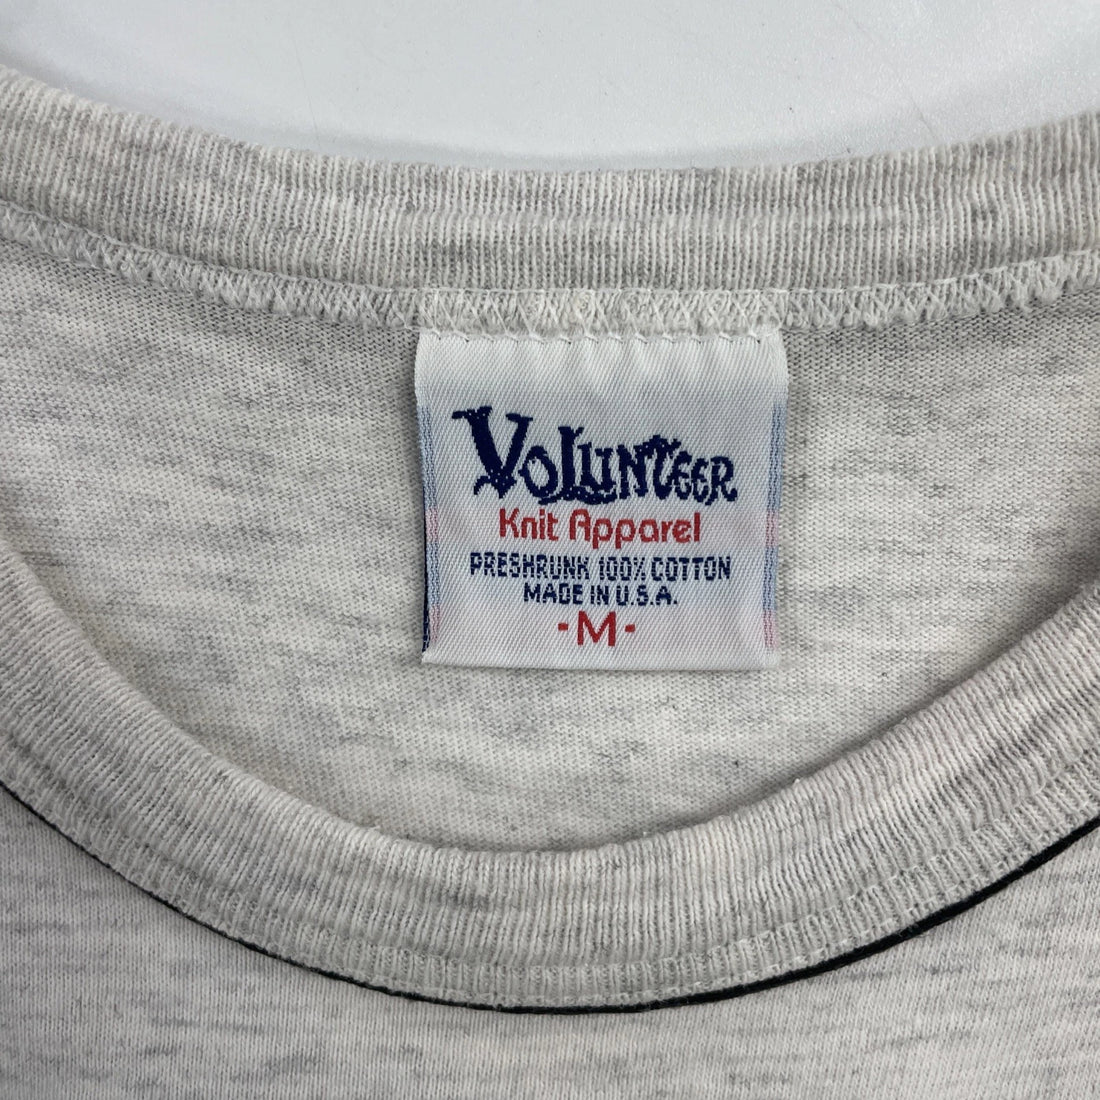 VOLUNTEER
Knit Apparel
PRESHRUNK 100% COTTON
MADE IN U.S.A.
-M-